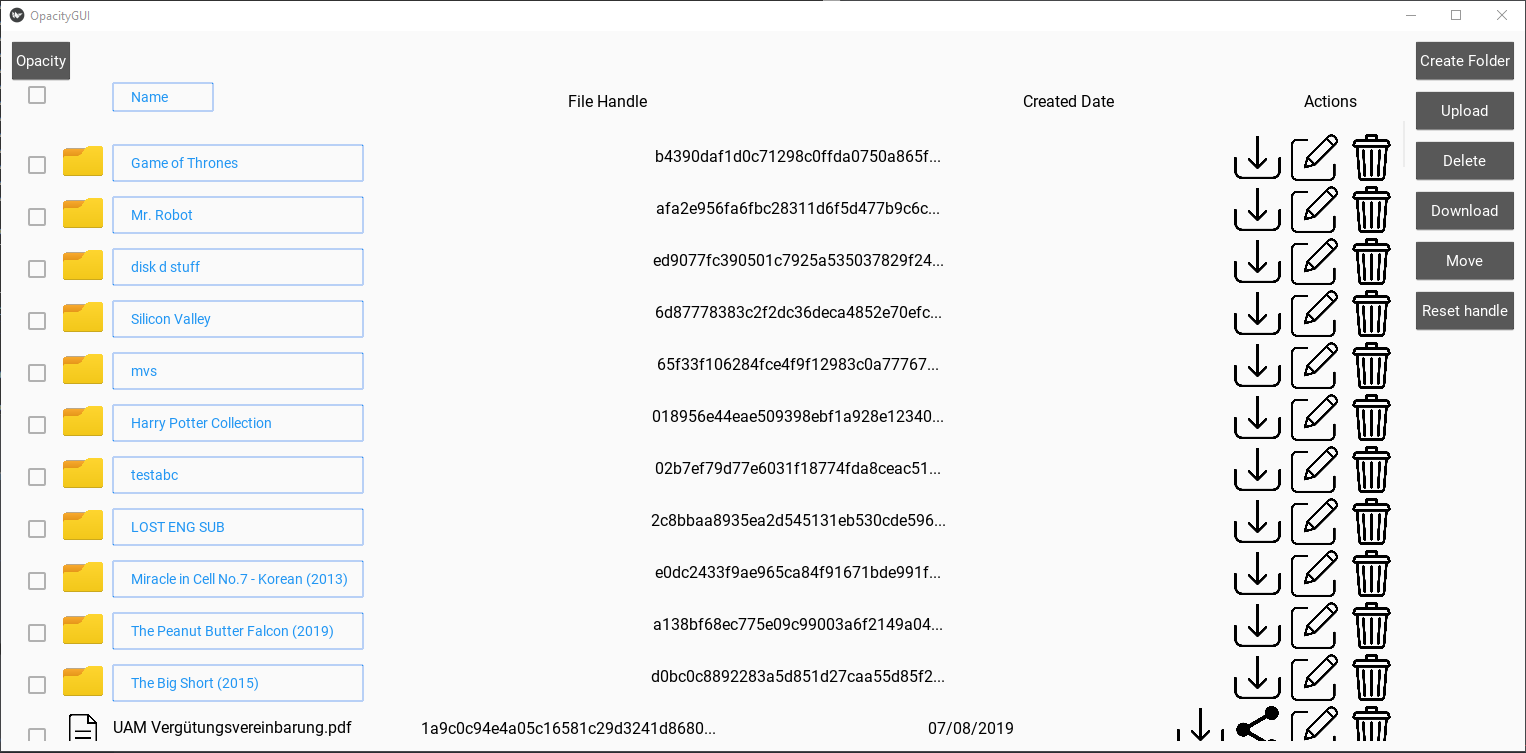 OpacityGUI
Opacity
Create Folder
Name File Handle Created Date Actions
Upload
Game of Thrones b4390daf1d0c71298c0ffda0750a865f...
Delete
Mr. Robot afa2e956fa6fbc28311d6f5d477b9c6c...
Download
disk d stuff ed9077fc390501c7925a535037829f24...
Move
Silicon Valley 6d87778383c2f2dc36deca4852e70efc...
Reset handle
mvs 65f33f106284fce4f9f12983c0a77767...
Harry Potter Collection 018956e44eae509398ebf1a928e12340...
testabc 02b7ef79d77e6031f18774fda8ceac51...
LOST ENG SUB 2c8bbaa8935ea2d545131eb530cde596...
Miracle in Cell No.7 - Korean (2013) e0dc2433f9ae965ca84f91671bde991f...
The Peanut Butter Falcon (2019) a138bf68ec775e09c99003a6f2149a04...
The Big Short (2015) d0bc0c8892283a5d851d27caa55d85f2...
UAM Vergütungsvereinbarung.pdf 1a9c0c94e4a05c16581c29d3241d8680... 07/08/2019